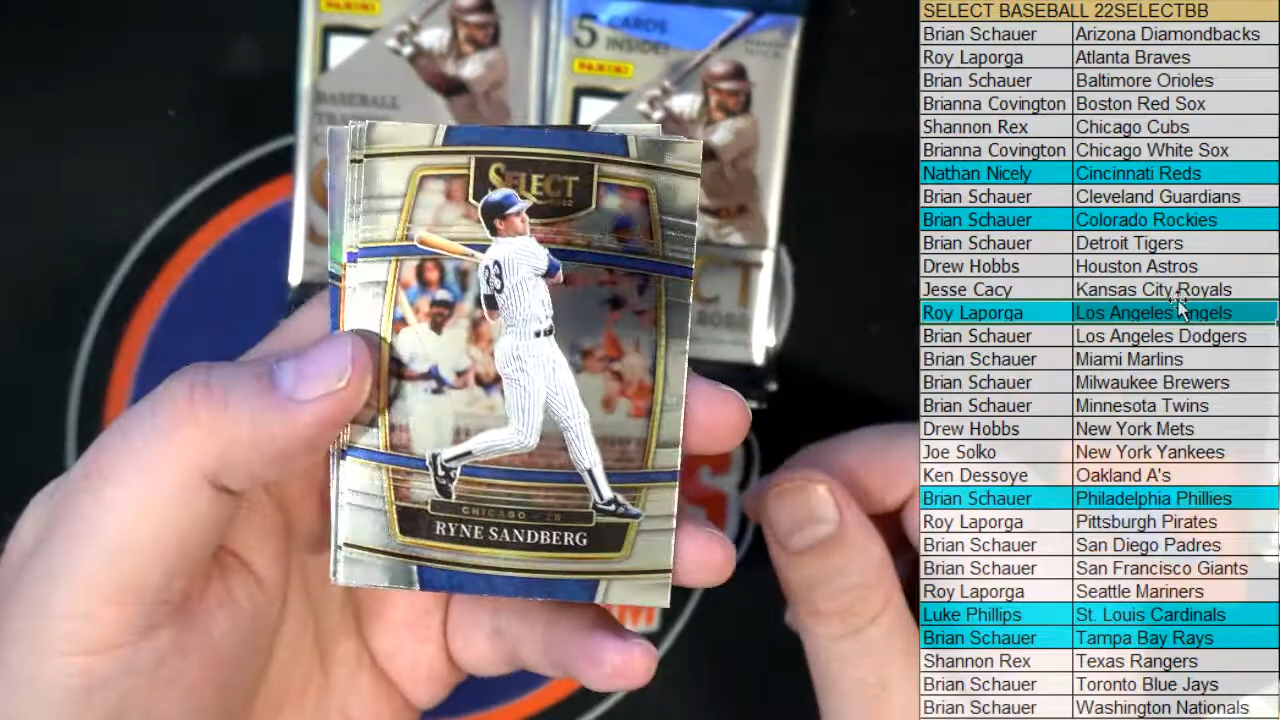 PANINI
5 CARDS
INSIDE!
PANINI
BASEBALL
SELECT
2022
23
CHICAGO - 2B
RYNE SANDBERG
SELECT BASEBALL 22SELECTBB
Brian Schauer Arizona Diamondbacks
Roy Laporga Atlanta Braves
Brian Schauer Baltimore Orioles
Brianna Covington Boston Red Sox
Shannon Rex Chicago Cubs
Brianna Covington Chicago White Sox
Nathan Nicely Cincinnati Reds
Brian Schauer Cleveland Guardians
Brian Schauer Colorado Rockies
Brian Schauer Detroit Tigers
Drew Hobbs Houston Astros
Jesse Cacy Kansas City Royals
Roy Laporga Los Angeles Angels
Brian Schauer Los Angeles Dodgers
Brian Schauer Miami Marlins
Brian Schauer Milwaukee Brewers
Brian Schauer Minnesota Twins
Drew Hobbs New York Mets
Joe Solko New York Yankees
Ken Dessoye Oakland A's
Brian Schauer Philadelphia Phillies
Roy Laporga Pittsburgh Pirates
Brian Schauer San Diego Padres
Brian Schauer San Francisco Giants
Roy Laporga Seattle Mariners
Luke Phillips St. Louis Cardinals
Brian Schauer Tampa Bay Rays
Shannon Rex Texas Rangers
Brian Schauer Toronto Blue Jays
Brian Schauer Washington Nationals